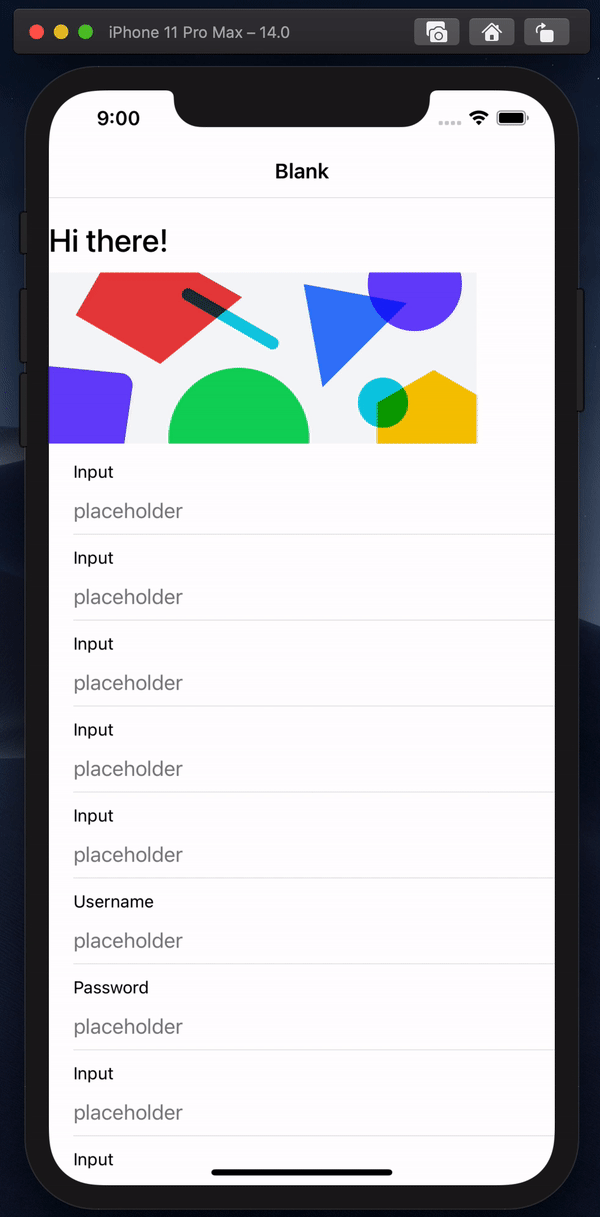 iPhone 11 Pro Max – 14.0
9:00
Blank
Hi there!
Input
placeholder
Input
placeholder
Input
placeholder
Input
placeholder
Input
placeholder
Username
placeholder
Password
placeholder
Input
placeholder
Input